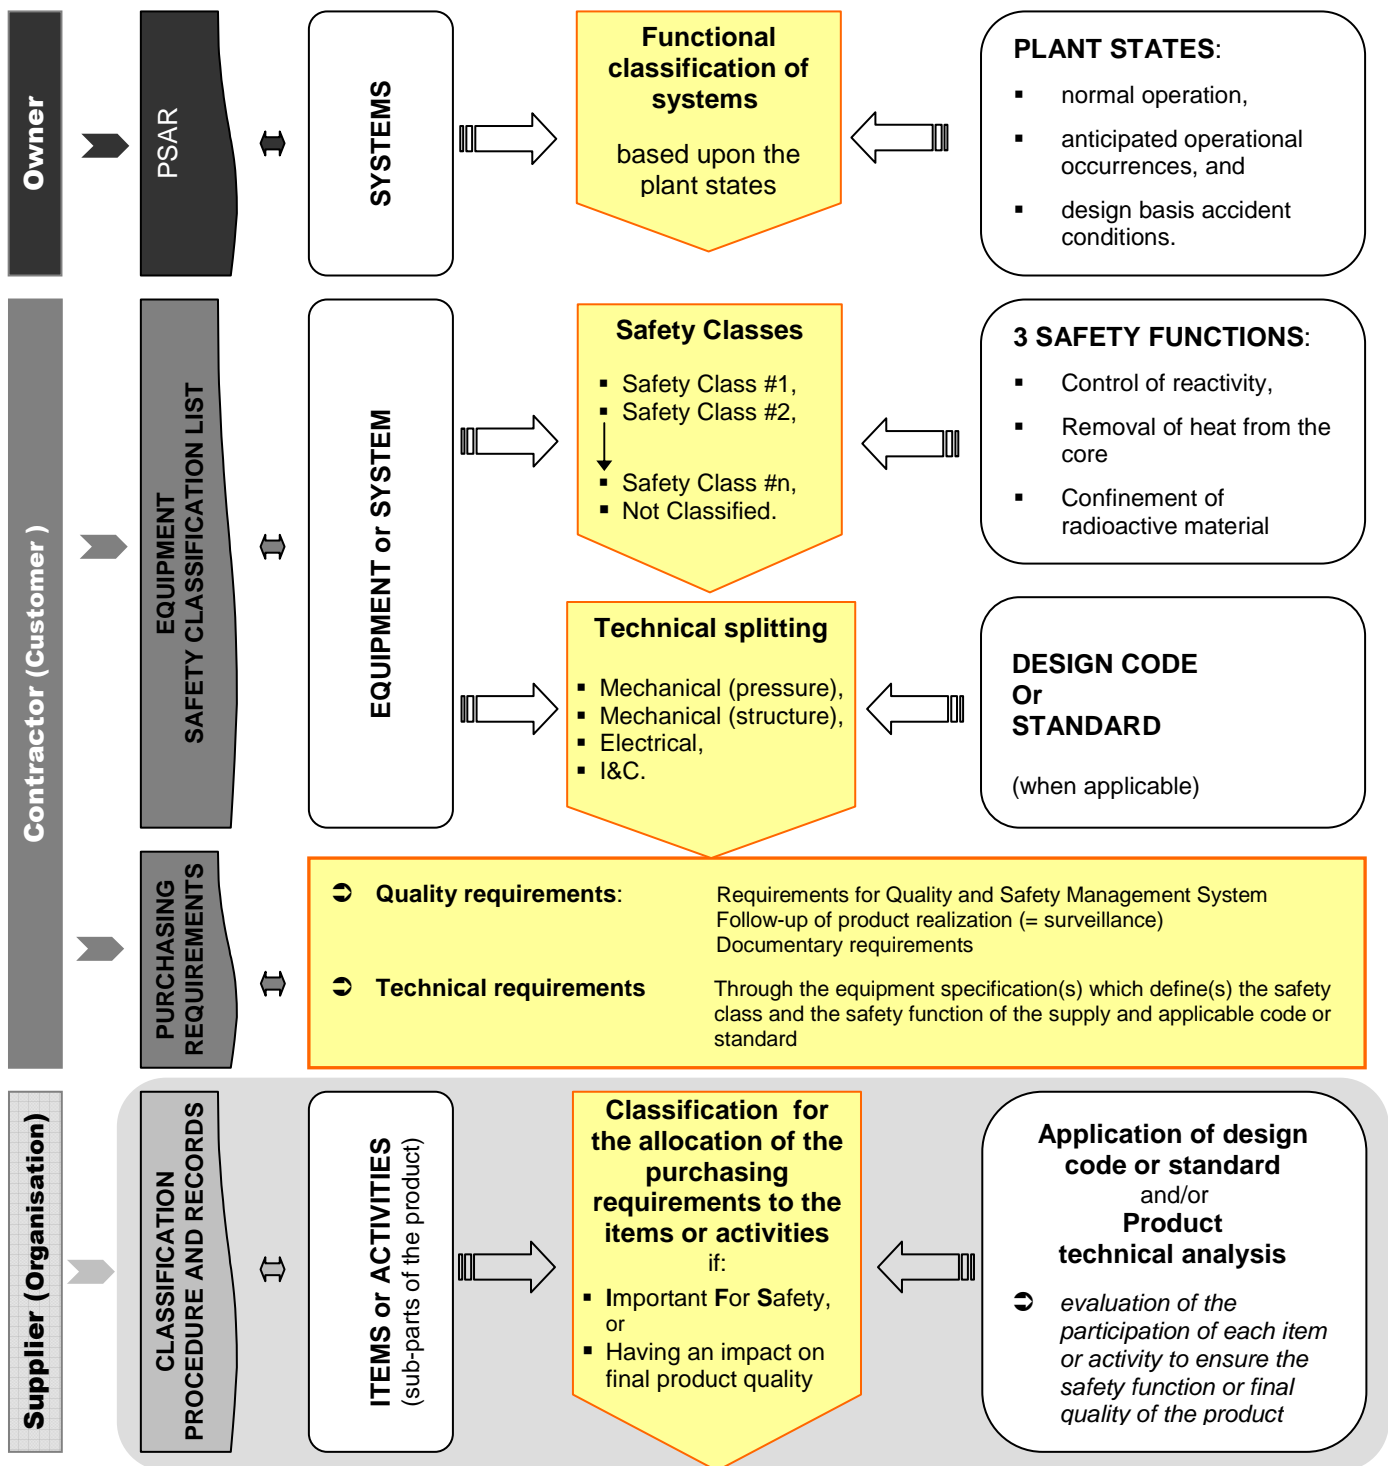 Owner
PSAR
SYSTEMS
Functional
classification of
systems
based upon the
plant states
PLANT STATES:
▪ normal operation,
▪ anticipated operational
occurrences, and
▪ design basis accident
conditions.
Contractor (Customer )
EQUIPMENT
SAFETY CLASSIFICATION LIST
EQUIPMENT or SYSTEM
Safety Classes
▪ Safety Class #1,
▪ Safety Class #2,
▪ Safety Class #n,
▪ Not Classified.
3 SAFETY FUNCTIONS:
▪ Control of reactivity,
▪ Removal of heat from the
core
▪ Confinement of
radioactive material
Technical splitting
▪ Mechanical (pressure),
▪ Mechanical (structure),
▪ Electrical,
▪ I&C.
DESIGN CODE
Or
STANDARD
(when applicable)
PURCHASING
REQUIREMENTS
➲ Quality requirements: Requirements for Quality and Safety Management System
Follow-up of product realization (= surveillance)
Documentary requirements
➲ Technical requirements Through the equipment specification(s) which define(s) the safety
class and the safety function of the supply and applicable code or
standard
Supplier (Organisation)
CLASSIFICATION
PROCEDURE AND RECORDS
ITEMS or ACTIVITIES
(sub-parts of the product)
Classification for
the allocation of the
purchasing
requirements to the
items or activities
if:
▪ Important For Safety,
or
▪ Having an impact on
final product quality
Application of design
code or standard
and/or
Product
technical analysis
➲ evaluation of the
participation of each item
or activity to ensure the
safety function or final
quality of the product